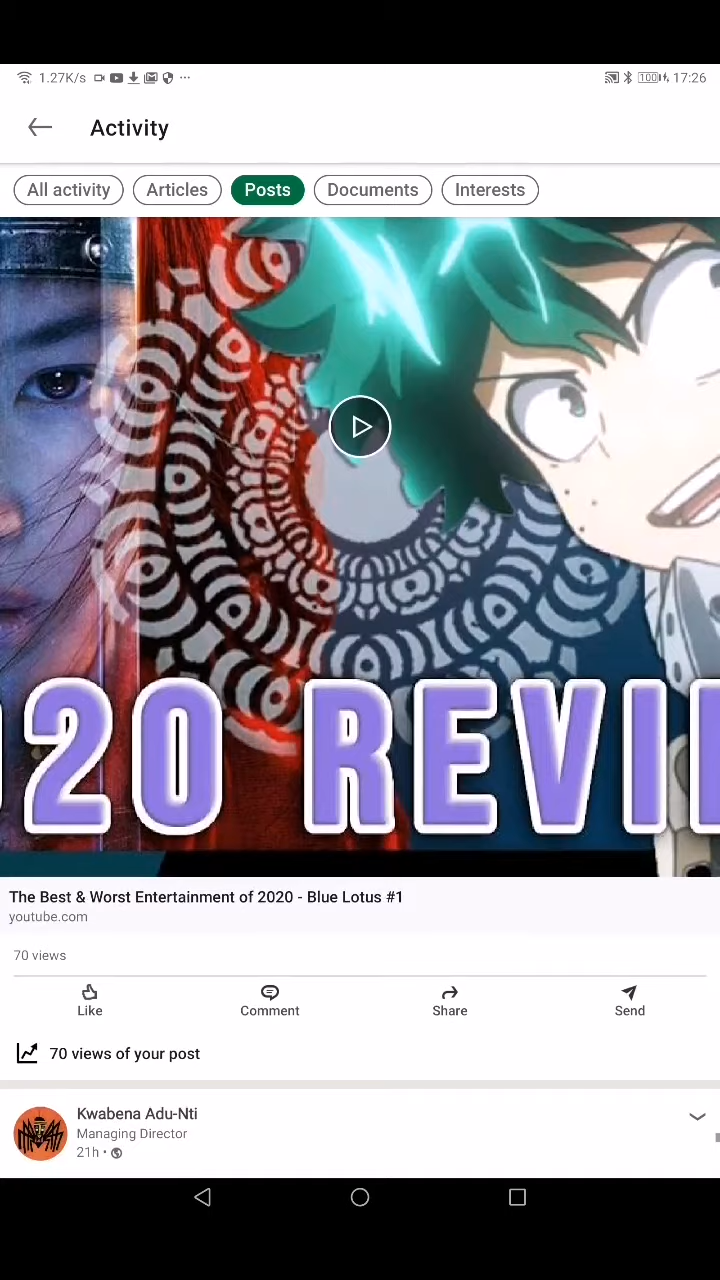 1.27K/s ··· 100 17:26
Activity
All activity Articles Posts Documents Interests
20 REVI
The Best & Worst Entertainment of 2020 - Blue Lotus #1
youtube.com
70 views
Like Comment Share Send
70 views of your post
Kwabena Adu-Nti
Managing Director
21h •